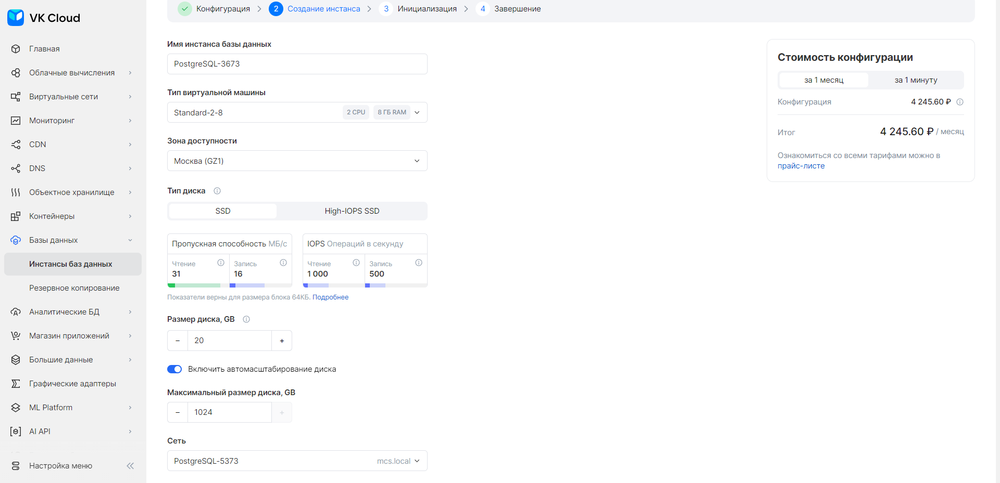 VK Cloud
Главная
Облачные вычисления
Виртуальные сети
Мониторинг
CDN
DNS
Объектное хранилище
Контейнеры
Базы данных
Инстансы баз данных
Резервное копирование
Аналитические БД
Магазин приложений
Большие данные
Графические адаптеры
ML Platform
AI API
Настройка меню
Конфигурация
2 Создание инстанса
3 Инициализация
4 Завершение
Имя инстанса базы данных
PostgreSQL-3673
Тип виртуальной машины
Standard-2-8 2 CPU 8 ГБ RAM
Зона доступности
Москва (GZ1)
Тип диска
SSD High-IOPS SSD
Пропускная способность МБ/с
Чтение Запись
31 16
IOPS Операций в секунду
Чтение Запись
1 000 500
Показатели верны для размера блока 64КБ. Подробнее
Размер диска, GB
− 20 +
Включить автомасштабирование диска
Максимальный размер диска, GB
− 1024 +
Сеть
PostgreSQL-5373 mcs.local
Стоимость конфигурации
за 1 месяц за 1 минуту
Конфигурация 4 245.60 ₽
Итог 4 245.60 ₽ / месяц
Ознакомиться со всеми тарифами можно в
прайс-листе